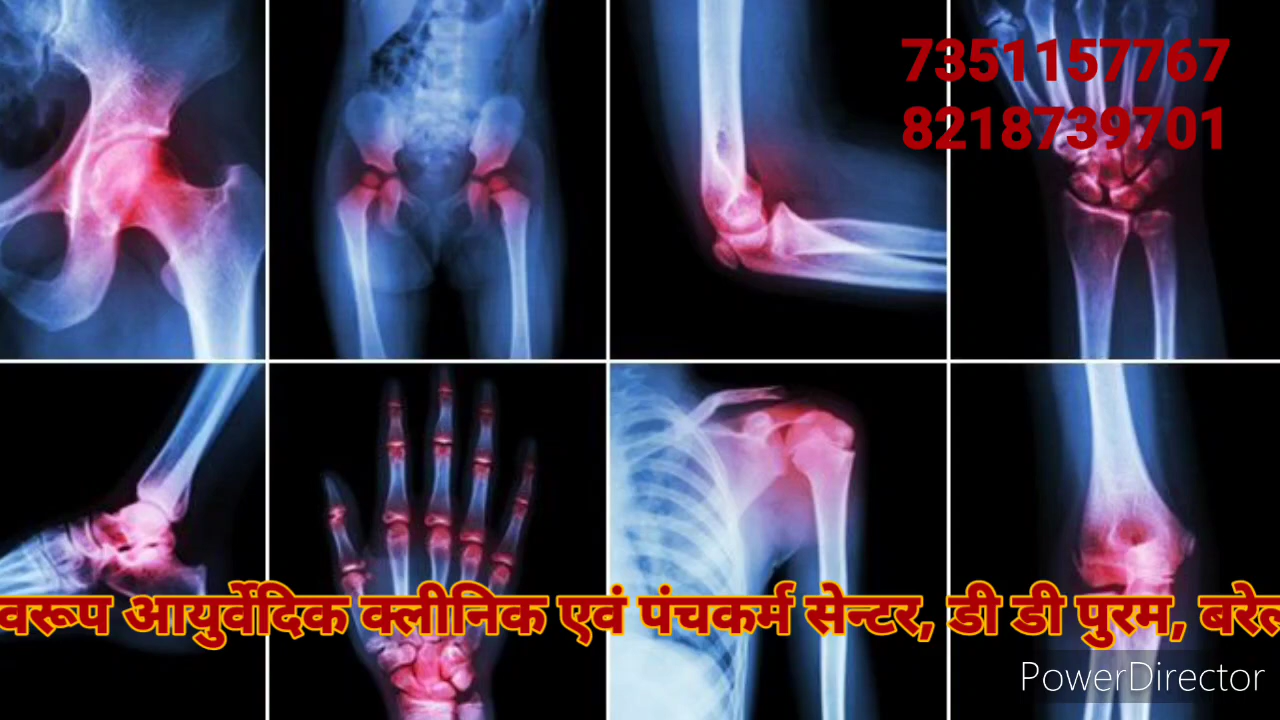 7351157767
8218739701
वरूप आयुर्वेदिक क्लीनिक एवं पंचकर्म सेन्टर, डी डी पुरम, बरेल
PowerDirector